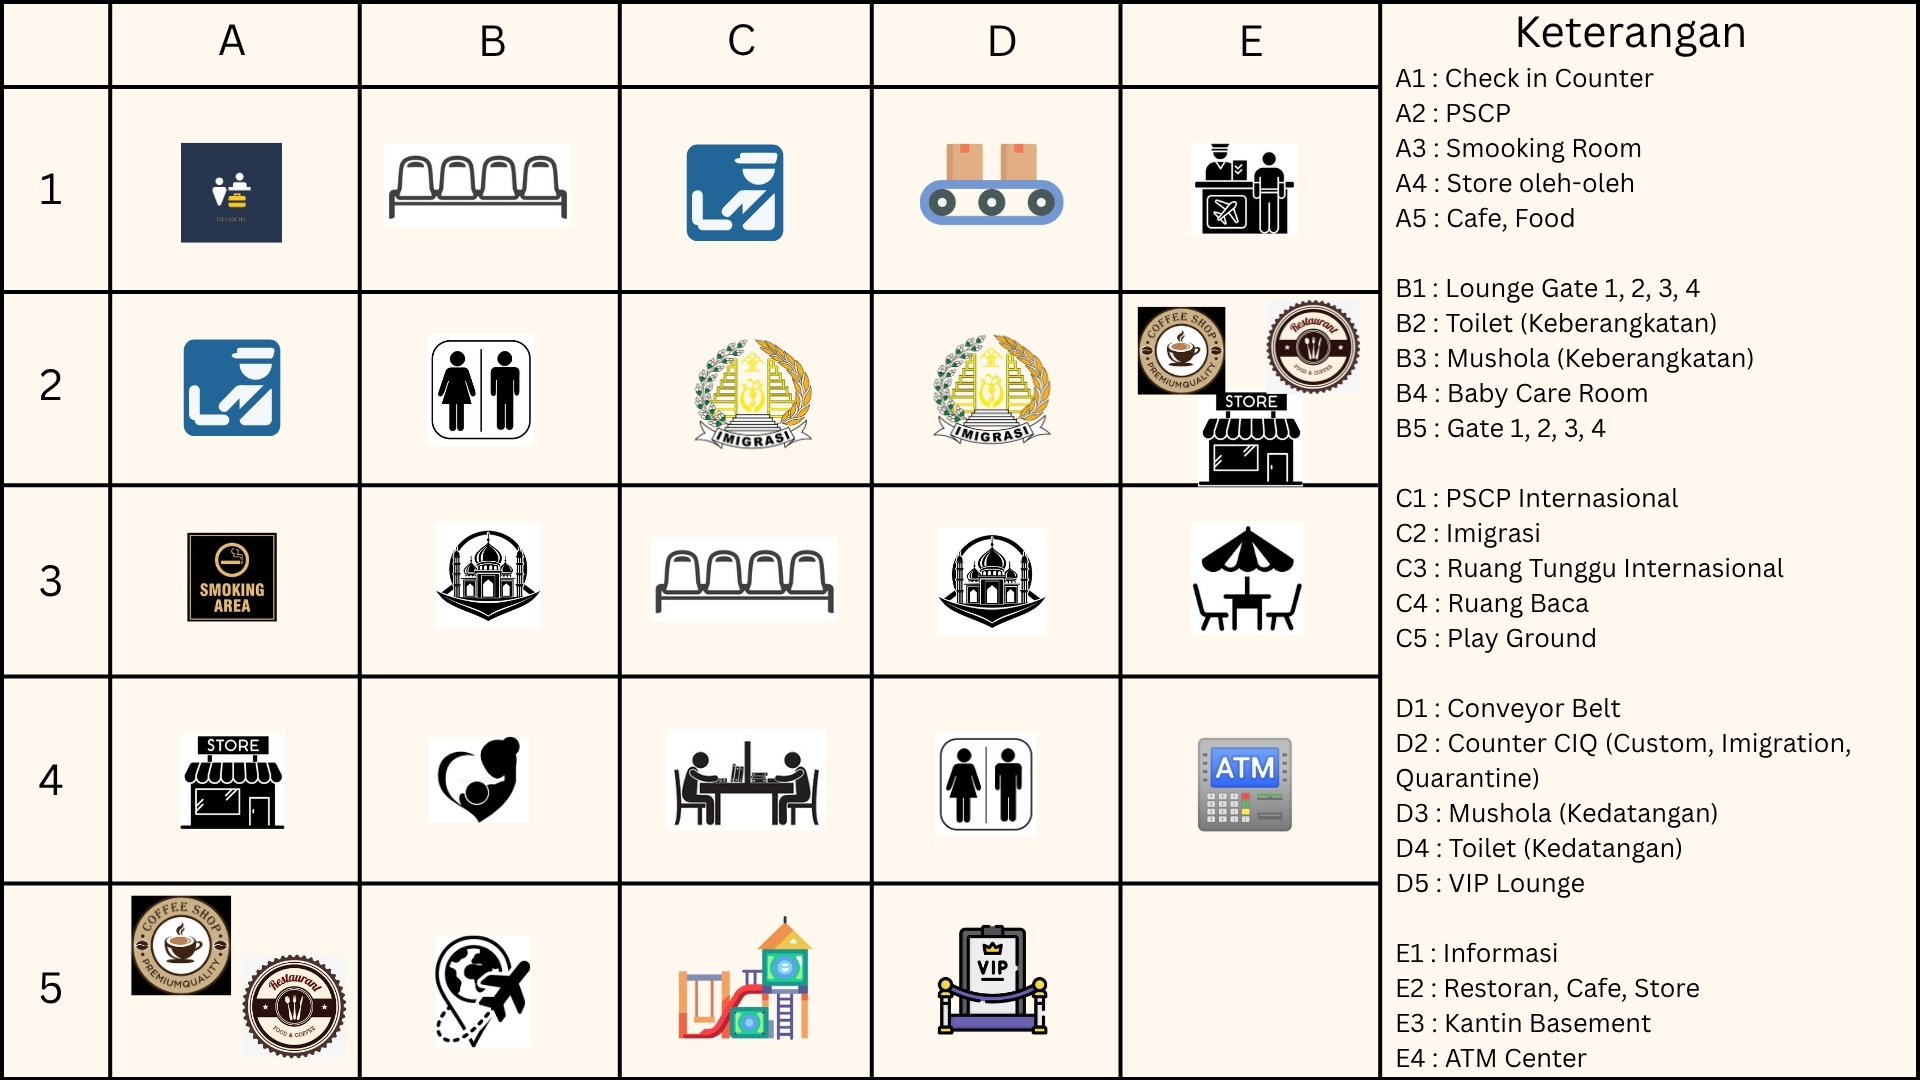 A B C D E Keterangan
1
CHECK IN
2
COFFEE SHOP
PREMIUMQUALITY
Restaurant
FOOD & COFFEE
STORE
IMIGRASI
IMIGRASI
3
SMOKING
AREA
4
STORE
ATM
5
COFFEE SHOP
PREMIUMQUALITY
Restaurant
FOOD & COFFEE
VIP
A1 : Check in Counter
A2 : PSCP
A3 : Smooking Room
A4 : Store oleh-oleh
A5 : Cafe, Food
B1 : Lounge Gate 1, 2, 3, 4
B2 : Toilet (Keberangkatan)
B3 : Mushola (Keberangkatan)
B4 : Baby Care Room
B5 : Gate 1, 2, 3, 4
C1 : PSCP Internasional
C2 : Imigrasi
C3 : Ruang Tunggu Internasional
C4 : Ruang Baca
C5 : Play Ground
D1 : Conveyor Belt
D2 : Counter CIQ (Custom, Imigration,
Quarantine)
D3 : Mushola (Kedatangan)
D4 : Toilet (Kedatangan)
D5 : VIP Lounge
E1 : Informasi
E2 : Restoran, Cafe, Store
E3 : Kantin Basement
E4 : ATM Center